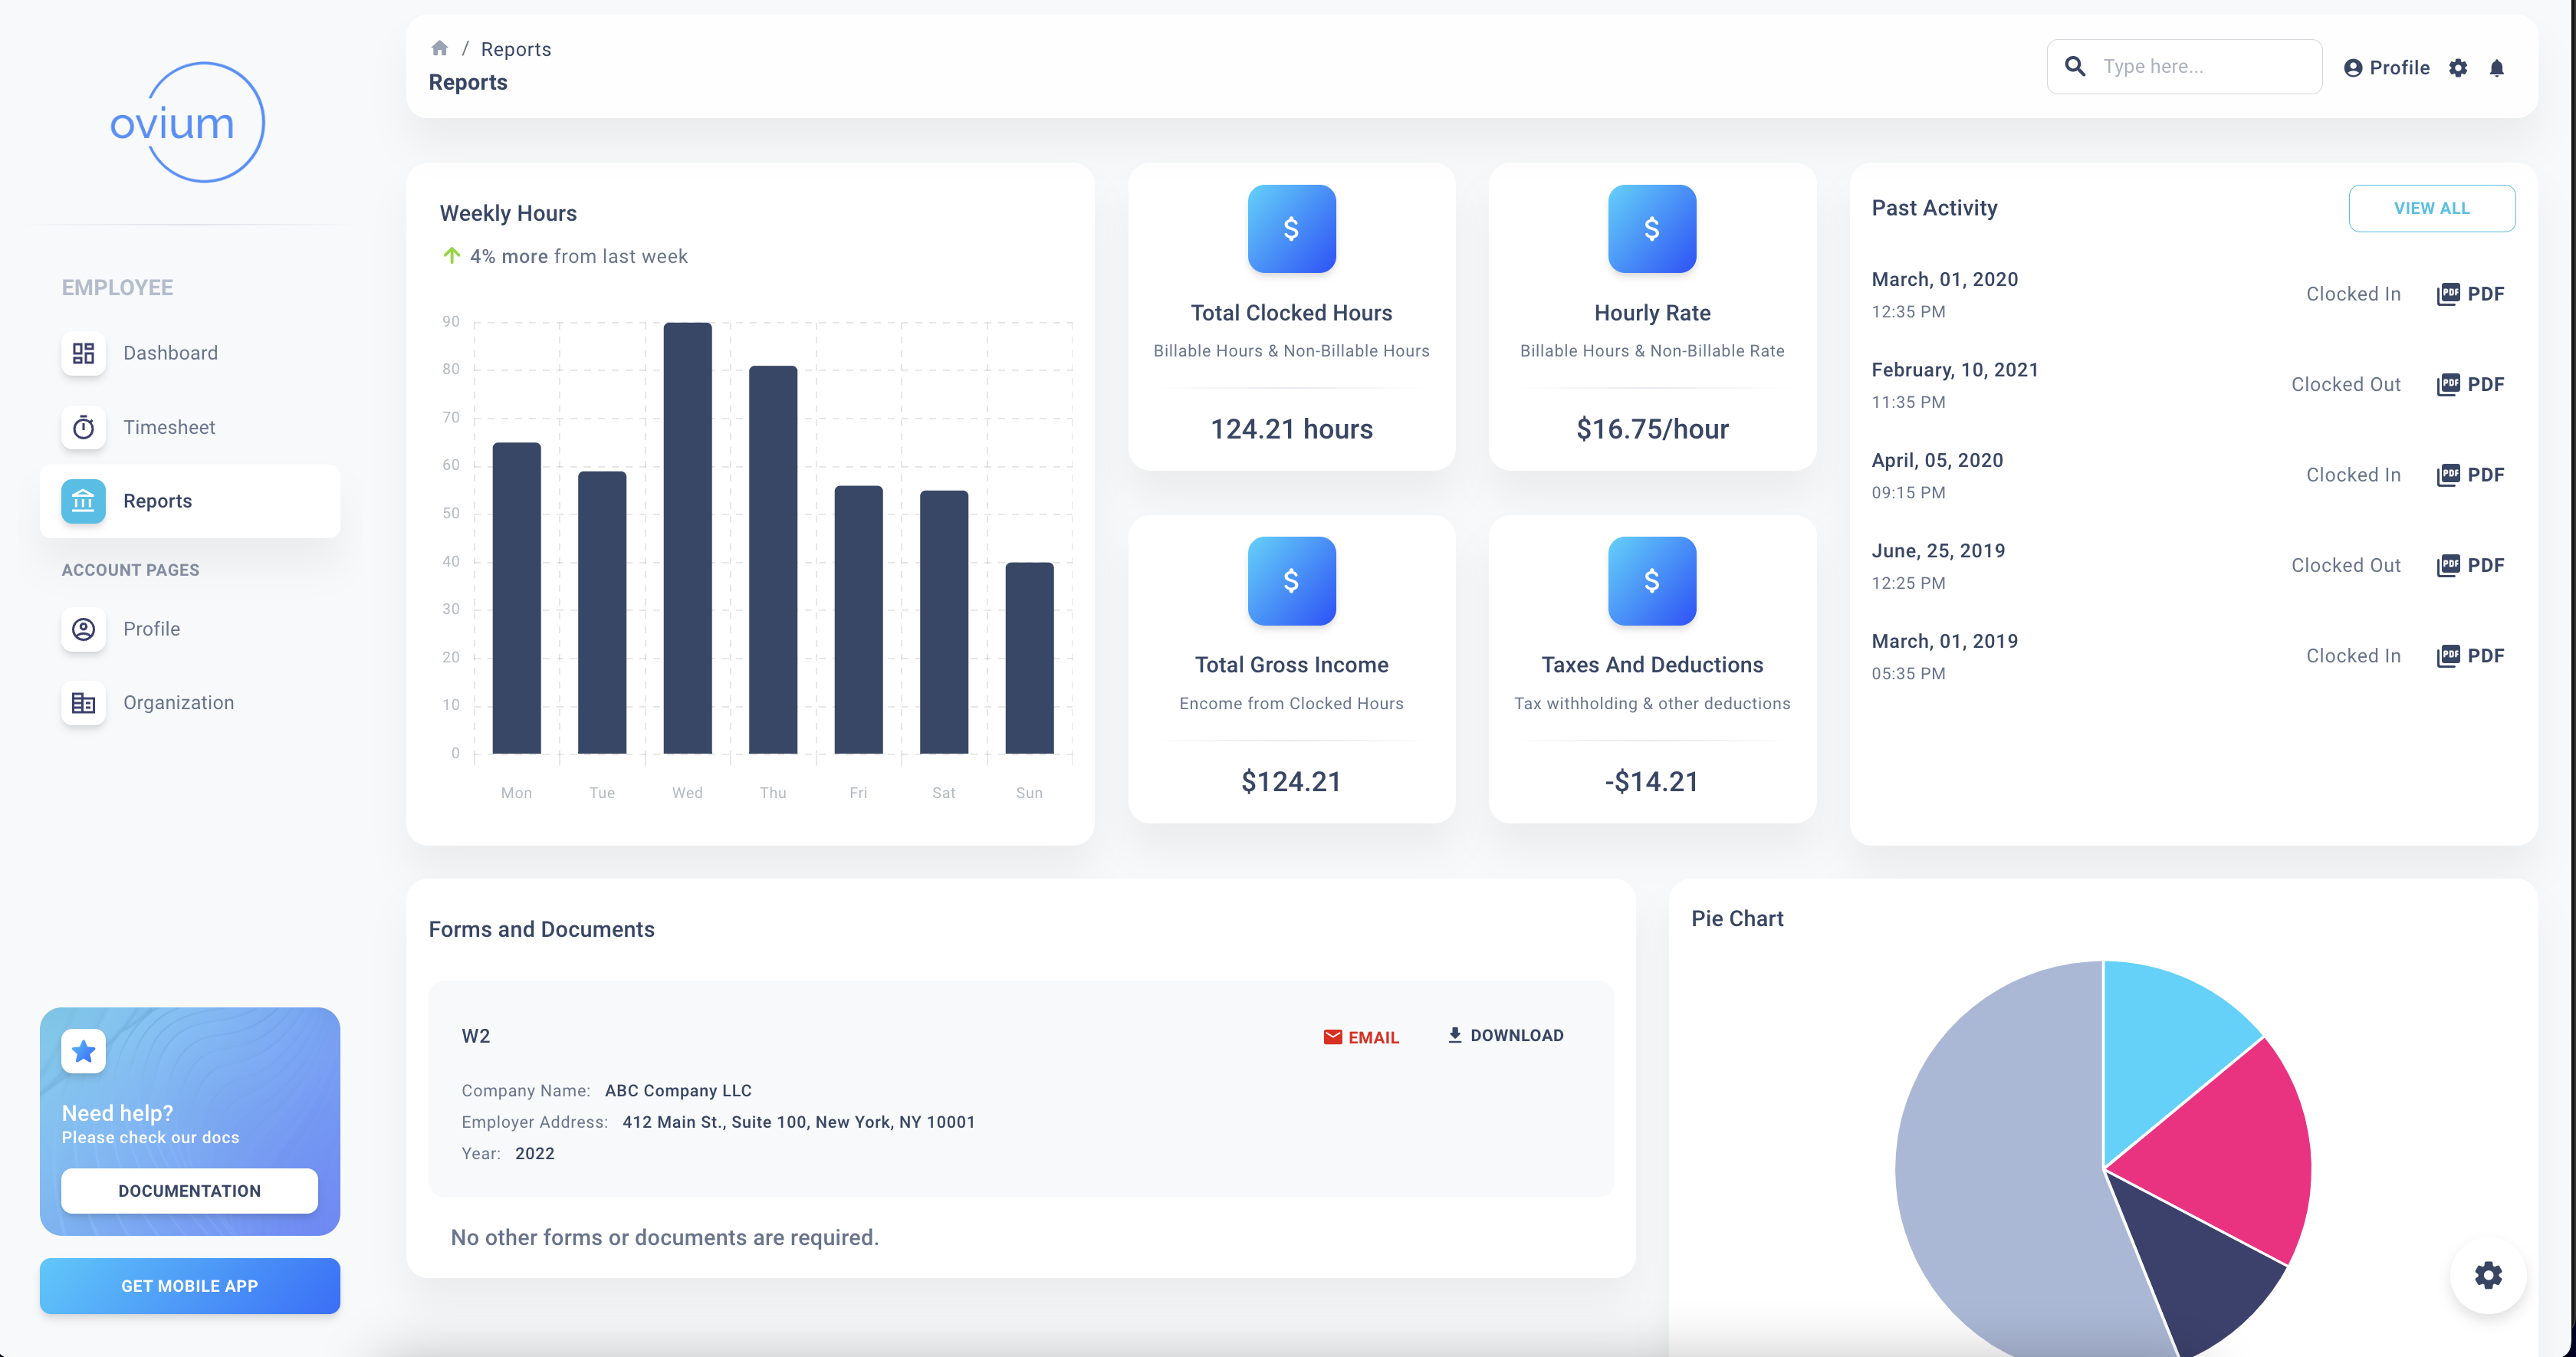 ovium
EMPLOYEE
Dashboard
Timesheet
Reports
ACCOUNT PAGES
Profile
Organization
Need help?
Please check our docs
DOCUMENTATION
GET MOBILE APP
/ Reports
Reports
Type here...
Profile
Weekly Hours
4% more from last week
90
80
70
60
50
40
30
20
10
0
Mon Tue Wed Thu Fri Sat Sun
$
Total Clocked Hours
Billable Hours & Non-Billable Hours
124.21 hours
$
Hourly Rate
Billable Hours & Non-Billable Rate
$16.75/hour
$
Total Gross Income
Encome from Clocked Hours
$124.21
$
Taxes And Deductions
Tax withholding & other deductions
-$14.21
Past Activity
VIEW ALL
March, 01, 2020
12:35 PM
Clocked In PDF PDF
February, 10, 2021
11:35 PM
Clocked Out PDF PDF
April, 05, 2020
09:15 PM
Clocked In PDF PDF
June, 25, 2019
12:25 PM
Clocked Out PDF PDF
March, 01, 2019
05:35 PM
Clocked In PDF PDF
Forms and Documents
W2
EMAIL
DOWNLOAD
Company Name: ABC Company LLC
Employer Address: 412 Main St., Suite 100, New York, NY 10001
Year: 2022
No other forms or documents are required.
Pie Chart